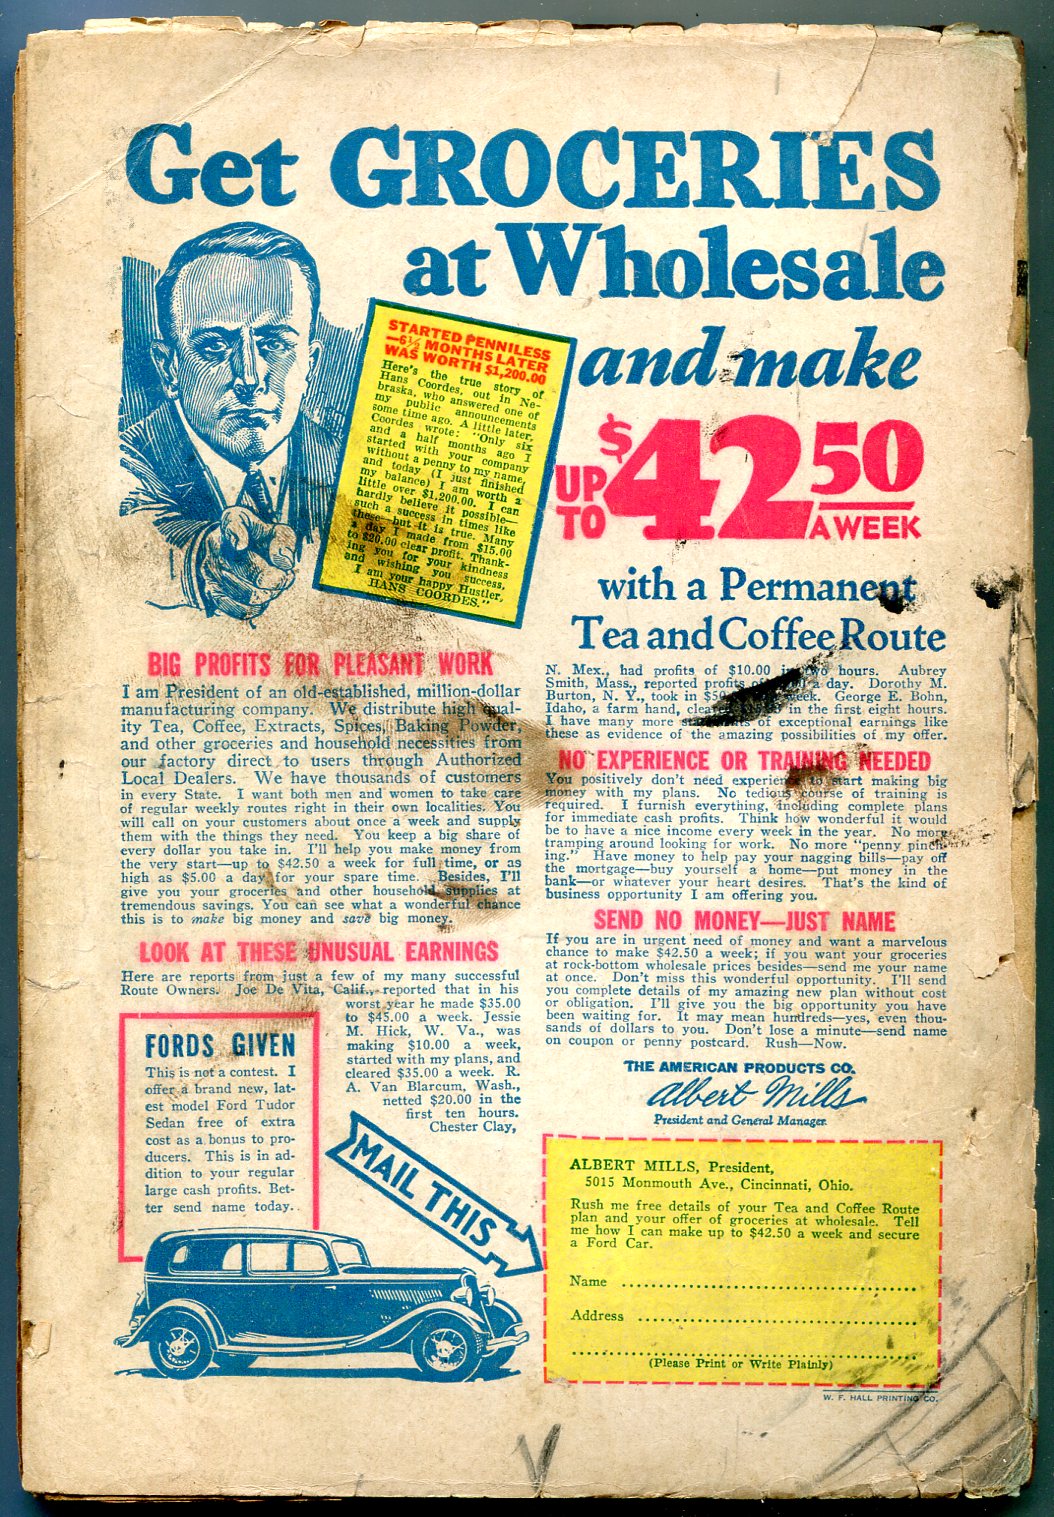 Get GROCERIES
at Wholesale
and make
UP TO $42.50 A WEEK
with a Permanent
Tea and Coffee Route
STARTED PENNILESS
—6½ MONTHS LATER
WAS WORTH $1,200.00
Here's the true story of
Hans Coordes, out in Ne-
braska, who answered one of
my public announcements
some time ago. A little later,
Coordes wrote: "Only six
and a half months ago I
started with your company
without a penny to my name,
and today (I just finished
my balance) I am worth a
little over $1,200.00. I can
hardly believe it possible—
such a success in times like
these—but it is true. Many
a day I made from $15.00
to $20.00 clear profit. Thank-
ing you for your kindness
and wishing you success,
I am your happy Hustler,
HANS COORDES."
BIG PROFITS FOR PLEASANT WORK
I am President of an old-established, million-dollar
manufacturing company. We distribute high qual-
ity Tea, Coffee, Extracts, Spices, Baking Powder,
and other groceries and household necessities from
our factory direct to users through Authorized
Local Dealers. We have thousands of customers
in every State. I want both men and women to take care
of regular weekly routes right in their own localities. You
will call on your customers about once a week and supply
them with the things they need. You keep a big share of
every dollar you take in. I'll help you make money from
the very start—up to $42.50 a week for full time, or as
high as $5.00 a day for your spare time. Besides, I'll
give you your groceries and other household supplies at
tremendous savings. You can see what a wonderful chance
this is to make big money and save big money.
LOOK AT THESE UNUSUAL EARNINGS
Here are reports from just a few of my many successful
Route Owners. Joe De Vita, Calif., reported that in his
worst year he made $35.00
to $45.00 a week. Jessie
M. Hick, W. Va., was
making $10.00 a week,
started with my plans, and
cleared $35.00 a week. R.
A. Van Blarcum, Wash.,
netted $20.00 in the
first ten hours.
Chester Clay,
N. Mex., had profits of $10.00 in two hours. Aubrey
Smith, Mass., reported profits a day. Dorothy M.
Burton, N. Y., took in week. George E. Bohn,
Idaho, a farm hand, in the first eight hours.
I have many more of exceptional earnings like
these as evidence of the amazing possibilities of my offer.
NO EXPERIENCE OR TRAINING NEEDED
You positively don't need experience to start making big
money with my plans. No tedious course of training is
required. I furnish everything, including complete plans
for immediate cash profits. Think how wonderful it would
be to have a nice income every week in the year. No more
tramping around looking for work. No more "penny pinch-
ing." Have money to help pay your nagging bills—pay off
the mortgage—buy yourself a home—put money in the
bank—or whatever your heart desires. That's the kind of
business opportunity I am offering you.
SEND NO MONEY—JUST NAME
If you are in urgent need of money and want a marvelous
chance to make $42.50 a week; if you want your groceries
at rock-bottom wholesale prices besides—send me your name
at once. Don't miss this wonderful opportunity. I'll send
you complete details of my amazing new plan without cost
or obligation. I'll give you the big opportunity you have
been waiting for. It may mean hundreds—yes, even thou-
sands of dollars to you. Don't lose a minute—send name
on coupon or penny postcard. Rush—Now.
THE AMERICAN PRODUCTS CO.
Albert Mills
President and General Manager.
FORDS GIVEN
This is not a contest. I
offer a brand new, lat-
est model Ford Tudor
Sedan free of extra
cost as a bonus to pro-
ducers. This is in ad-
dition to your regular
large cash profits. Bet-
ter send name today.
MAIL THIS
ALBERT MILLS, President,
5015 Monmouth Ave., Cincinnati, Ohio.
Rush me free details of your Tea and Coffee Route
plan and your offer of groceries at wholesale. Tell
me how I can make up to $42.50 a week and secure
a Ford Car.
Name
Address
(Please Print or Write Plainly)
W. F. HALL PRINTING CO.